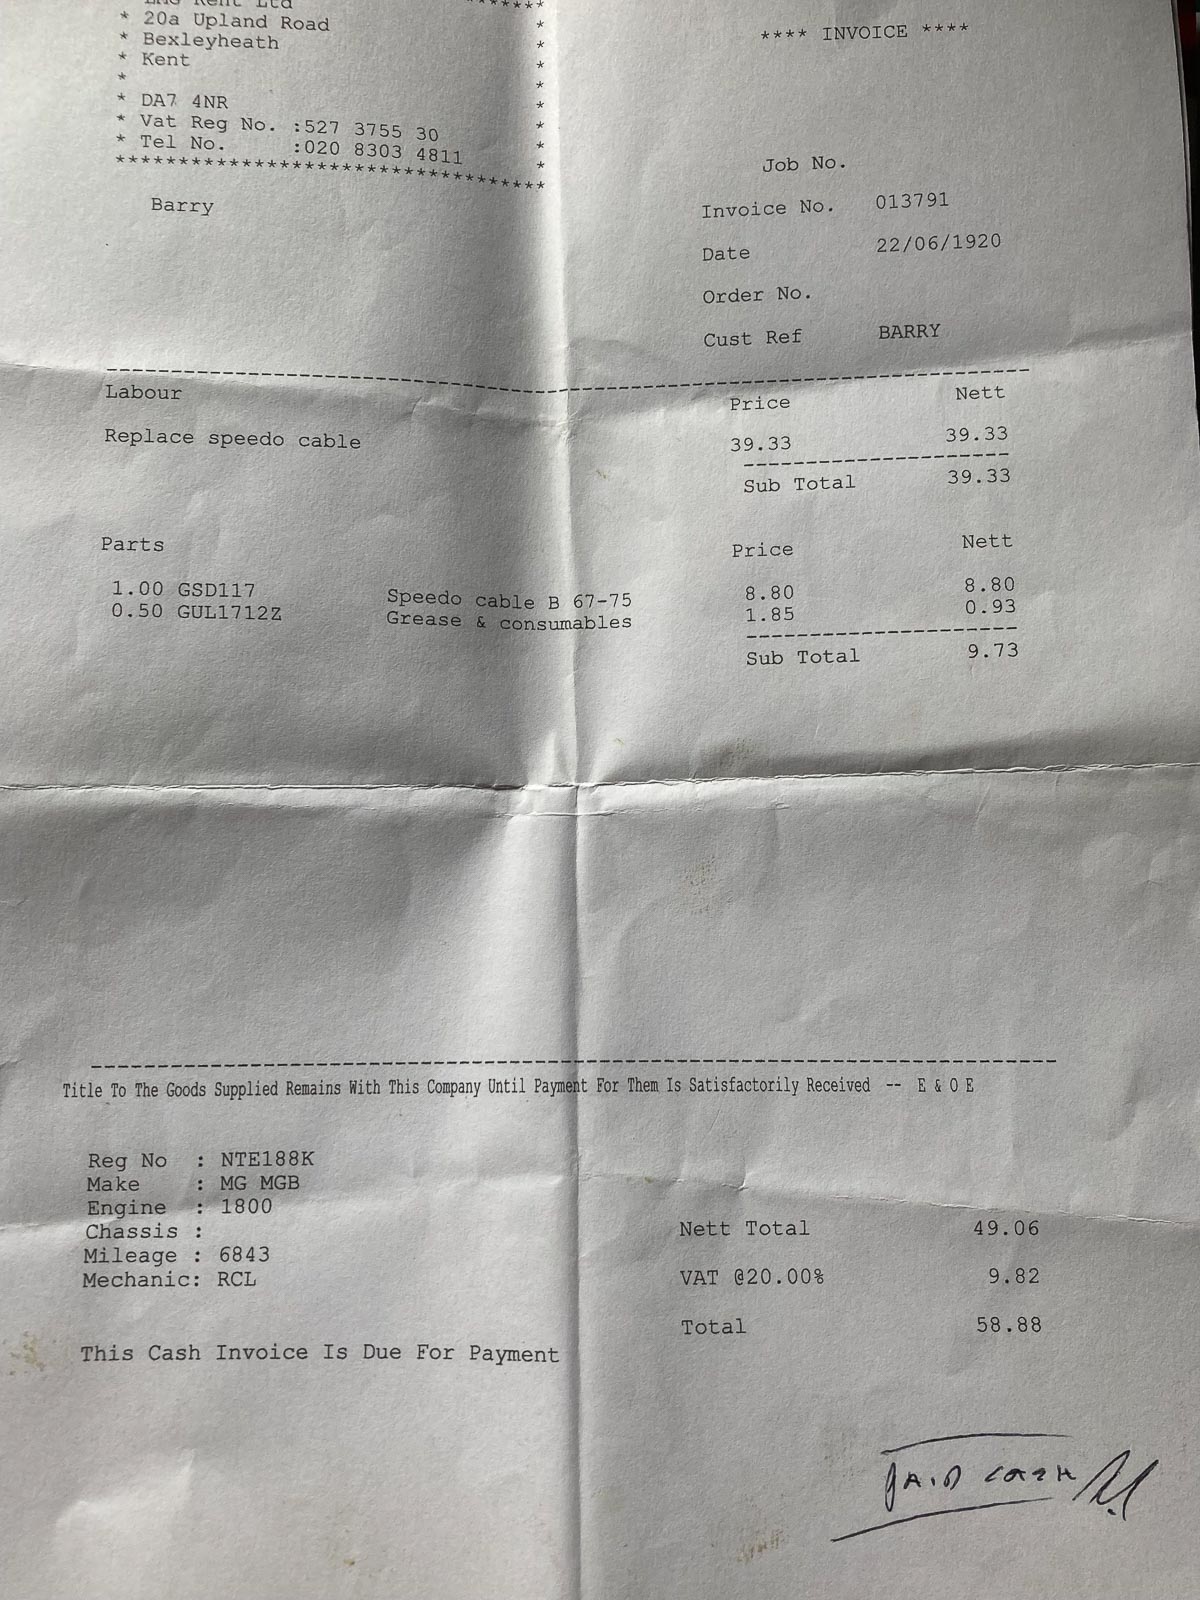 Kent Ltd *******
* 20a Upland Road *
* Bexleyheath *
* Kent *
* *
* DA7 4NR *
* Vat Reg No. :527 3755 30 *
* Tel No. :020 8303 4811 *
***********************************
**** INVOICE ****
Barry
Job No.
Invoice No. 013791
Date 22/06/1920
Order No.
Cust Ref BARRY
Labour Price Nett
Replace speedo cable 39.33 39.33
Sub Total 39.33
Parts Price Nett
1.00 GSD117 Speedo cable B 67-75 8.80 8.80
0.50 GUL1712Z Grease & consumables 1.85 0.93
Sub Total 9.73
Title To The Goods Supplied Remains With This Company Until Payment For Them Is Satisfactorily Received -- E & O E
Reg No : NTE188K
Make : MG MGB
Engine : 1800
Chassis :
Mileage : 6843
Mechanic: RCL
Nett Total 49.06
VAT @20.00% 9.82
Total 58.88
This Cash Invoice Is Due For Payment
PAID CASH